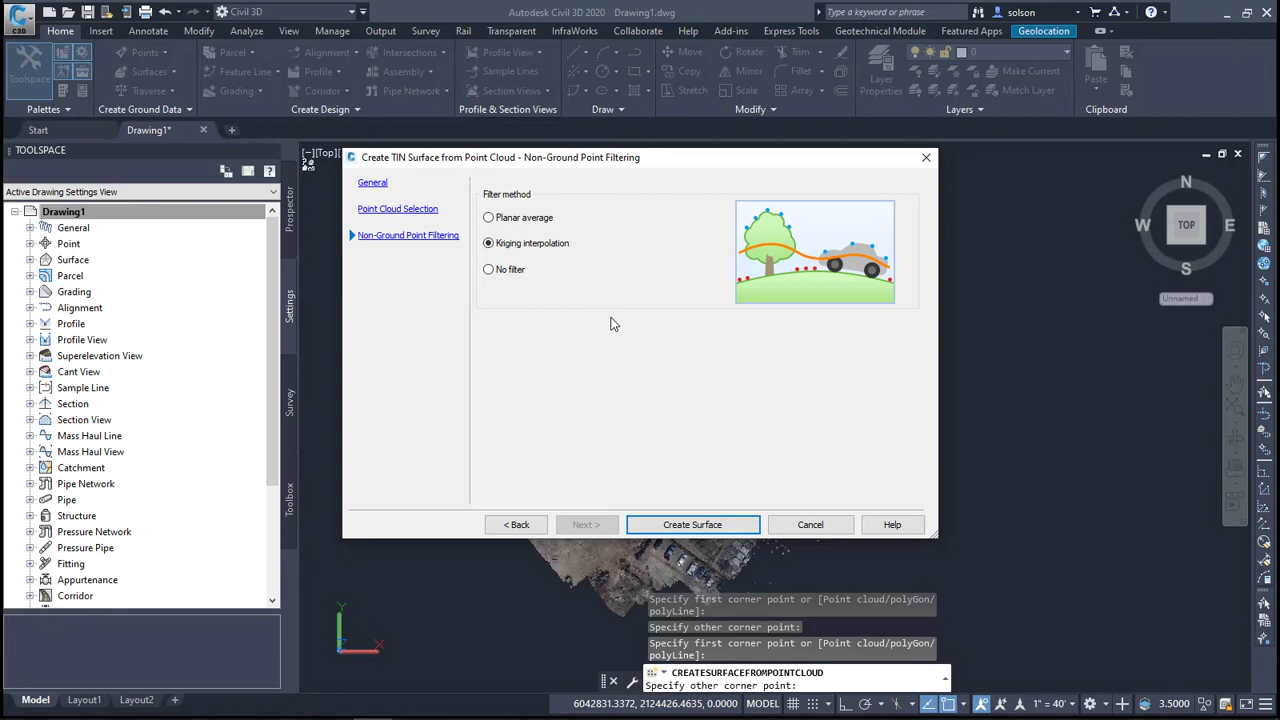 C3D
Civil 3D
Autodesk Civil 3D 2020 Drawing1.dwg
Type a keyword or phrase
solson
Home Insert Annotate Modify Analyze View Manage Output Survey Rail Transparent InfraWorks Collaborate Help Add-ins Express Tools Geotechnical Module Featured Apps Geolocation
Toolspace
Points
Surfaces
Traverse
Parcel
Feature Line
Grading
Alignment
Profile
Corridor
Intersections
Assembly
Pipe Network
Profile View
Sample Lines
Section Views
Move
Copy
Stretch
Rotate
Mirror
Scale
Trim
Fillet
Array
Layer
Properties
0
Make Current
Match Layer
Paste
Palettes Create Ground Data Create Design Profile & Section Views Draw Modify Layers Clipboard
Start Drawing1*
TOOLSPACE
Active Drawing Settings View
Drawing1
General
Point
Surface
Parcel
Grading
Alignment
Profile
Profile View
Superelevation View
Cant View
Sample Line
Section
Section View
Mass Haul Line
Mass Haul View
Catchment
Pipe Network
Pipe
Structure
Pressure Network
Pressure Pipe
Fitting
Appurtenance
Corridor
Prospector
Settings
Survey
Toolbox
[−][Top][
Create TIN Surface from Point Cloud - Non-Ground Point Filtering
General
Point Cloud Selection
Non-Ground Point Filtering
Filter method
Planar average
Kriging interpolation
No filter
< Back Next > Create Surface Cancel Help
N
W TOP E
S
Unnamed
Y
X
Z
Specify first corner point or [Point cloud/polyGon/
polyLine]:
Specify other corner point:
Specify first corner point or [Point cloud/polyGon/
polyLine]:
CREATESURFACEFROMPOINTCLOUD
Specify other corner point:
Model Layout1 Layout2
6042831.3372, 2124426.4635, 0.0000 MODEL 1" = 40' 3.5000